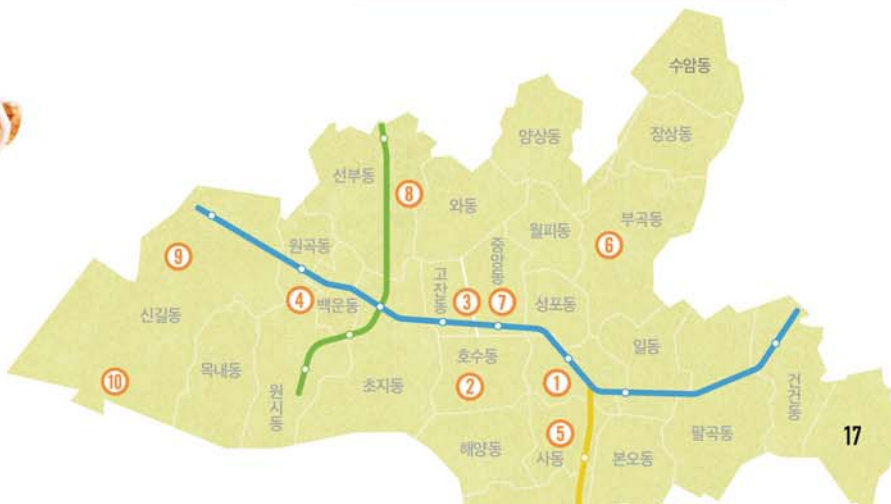 수암동
장상동
양상동
선부동
⑧
와동
월피동
부곡동
⑥
중앙동
원곡동
⑨
고잔동
④
백운동
③
⑦
성포동
신길동
목내동
원시동
초지동
호수동
②
①
일동
⑩
건건동
해양동
⑤
사동
본오동
팔곡동
17